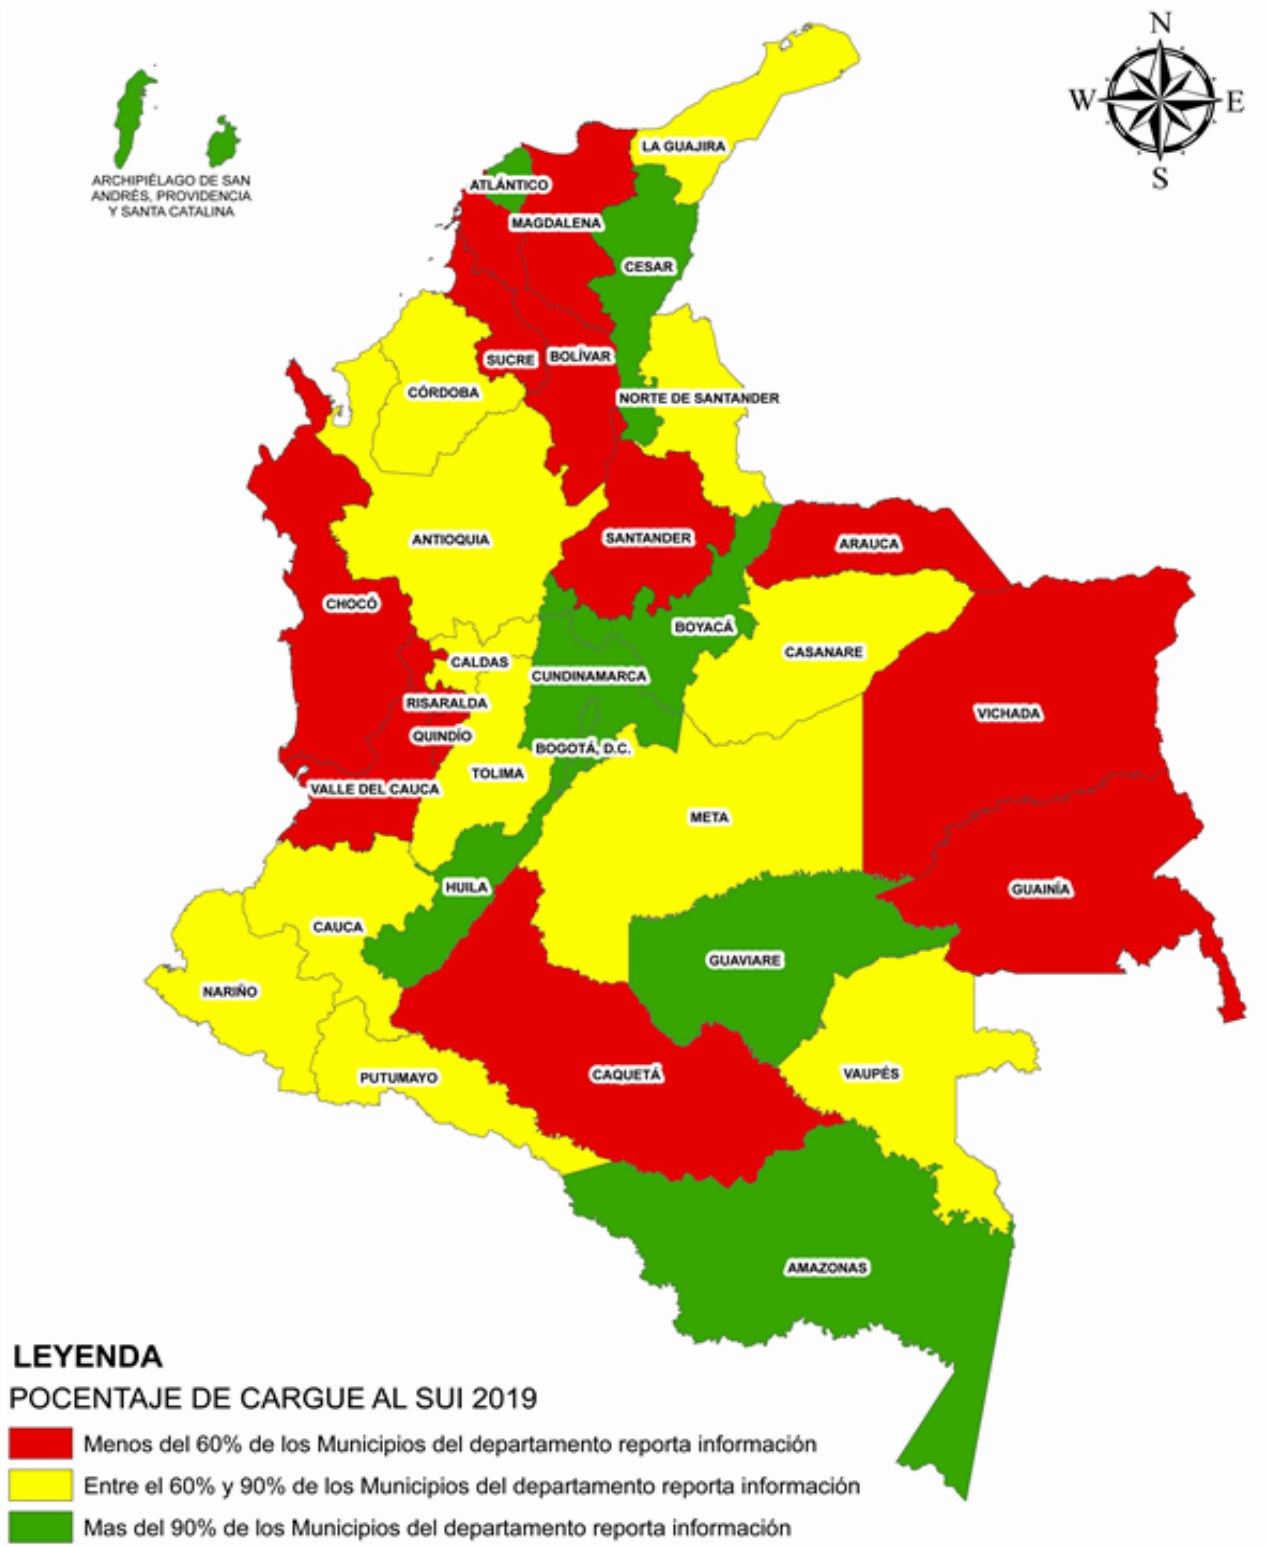 N
W
E
S
ARCHIPIÉLAGO DE SAN
ANDRÉS, PROVIDENCIA
Y SANTA CATALINA
LA GUAJIRA
ATLÁNTICO
MAGDALENA
CESAR
SUCRE
BOLÍVAR
CÓRDOBA
NORTE DE SANTANDER
ANTIOQUIA
SANTANDER
ARAUCA
CHOCÓ
BOYACÁ
CASANARE
CALDAS
CUNDINAMARCA
RISARALDA
VICHADA
QUINDÍO
BOGOTÁ, D.C.
TOLIMA
VALLE DEL CAUCA
META
HUILA
GUAINÍA
CAUCA
GUAVIARE
NARIÑO
PUTUMAYO
CAQUETÁ
VAUPÉS
AMAZONAS
LEYENDA
POCENTAJE DE CARGUE AL SUI 2019
Menos del 60% de los Municipios del departamento reporta información
Entre el 60% y 90% de los Municipios del departamento reporta información
Mas del 90% de los Municipios del departamento reporta información